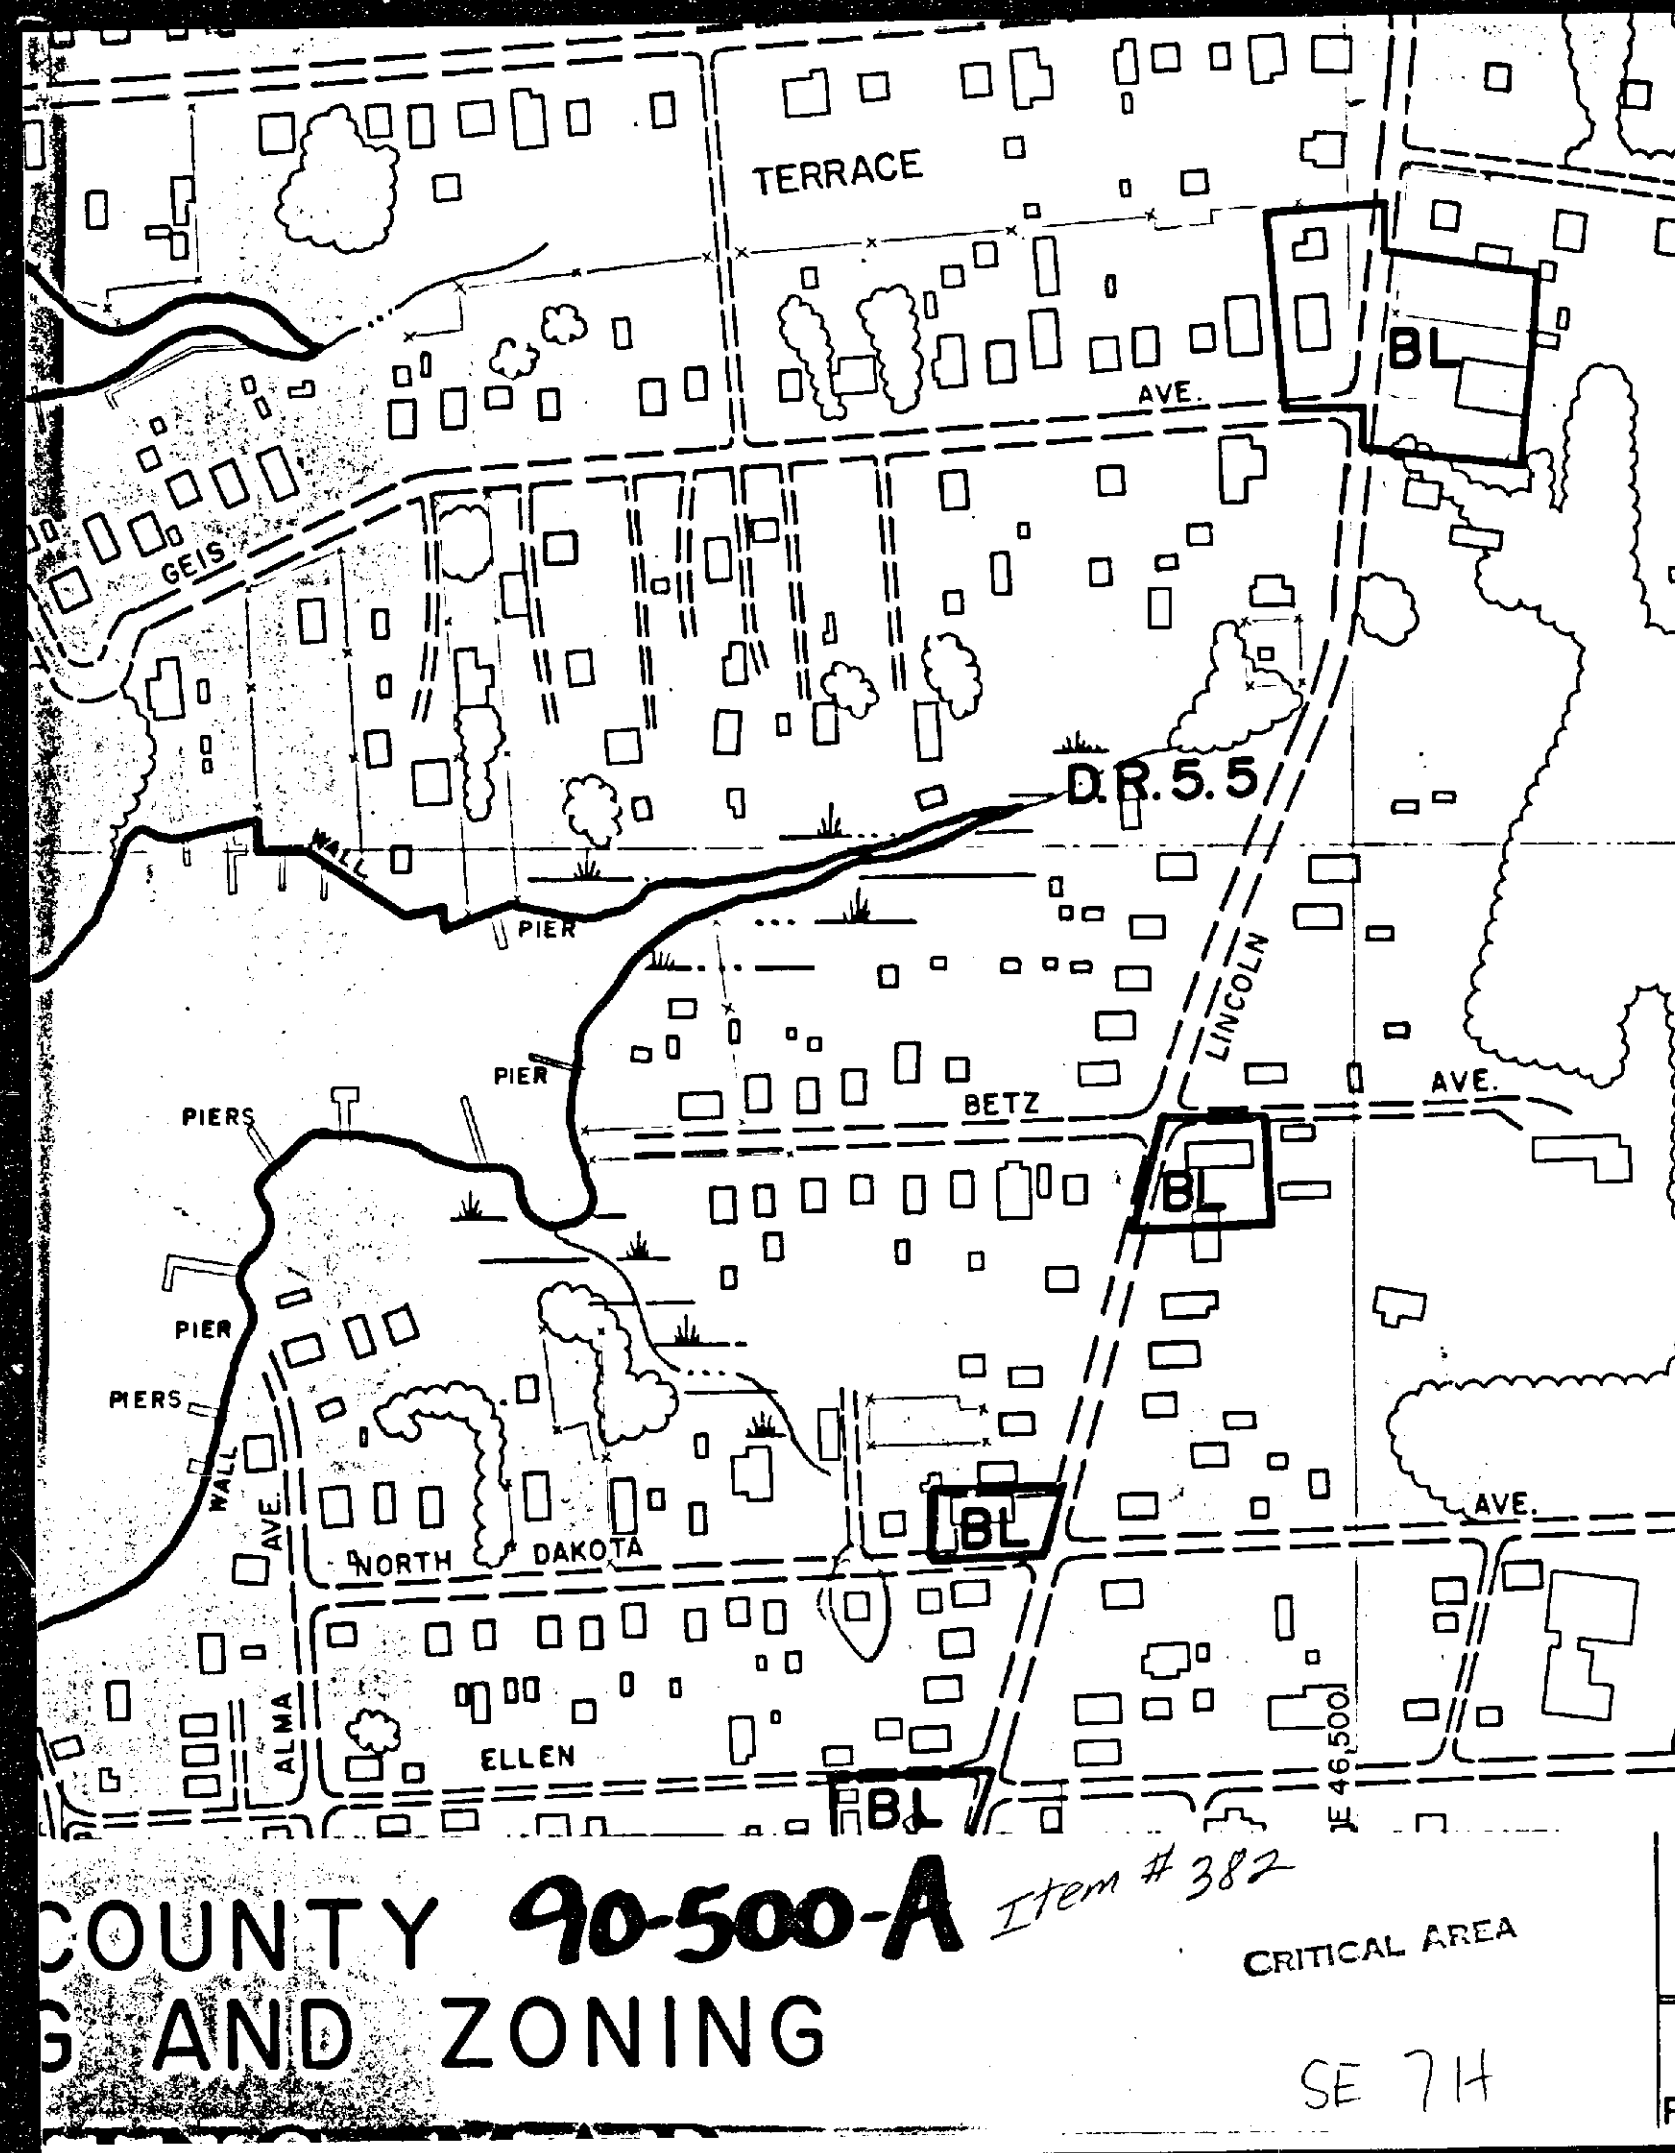 TERRACE
BL
AVE.
GEIS
D.R. 5.5
WALL
PIER
LINCOLN
PIER
BETZ
AVE.
PIERS
BL
PIER
PIERS
WALL
AVE.
AVE.
BL
NORTH DAKOTA
ALMA
E 46,500
ELLEN
BL
COUNTY 90-500-A Item # 382
CRITICAL AREA
G AND ZONING
SE 7H